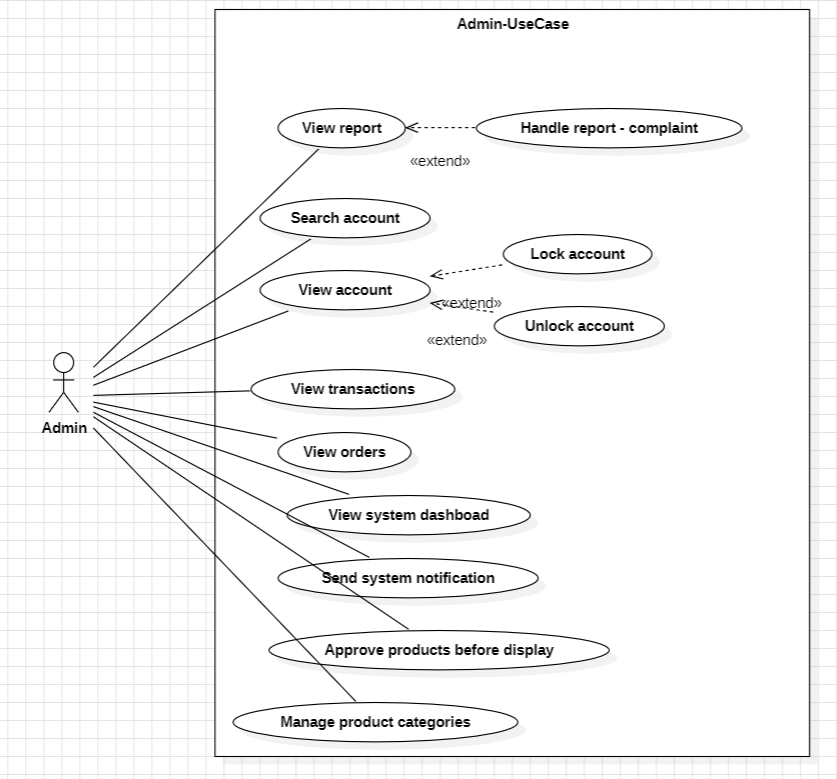 Admin-UseCase
View report
Handle report - complaint
«extend»
Search account
Lock account
View account
«extend»
Unlock account
«extend»
View transactions
Admin
View orders
View system dashboad
Send system notification
Approve products before display
Manage product categories